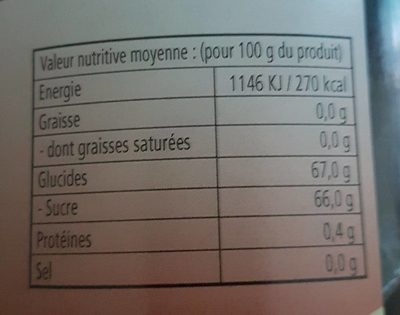 Valeur nutritive moyenne : (pour 100 g du produit)
Energie 1146 KJ / 270 kcal
Graisse 0,0 g
- dont graisses saturées 0,0 g
Glucides 67,0 g
- Sucre 66,0 g
Protéines 0,4 g
Sel 0,0 g